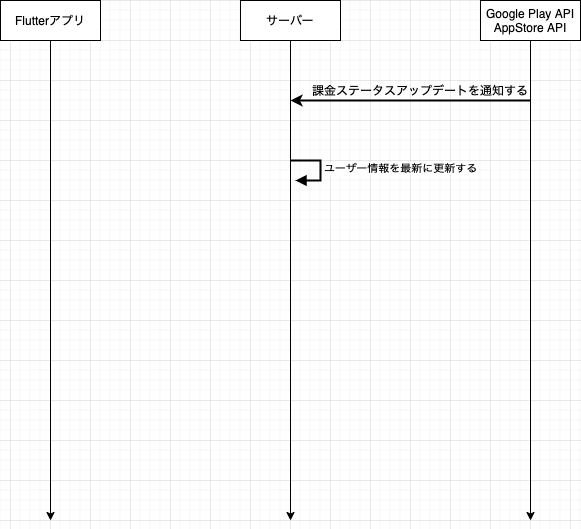 Flutterアプリ
サーバー
Google Play API
AppStore API
課金ステータスアップデートを通知する
ユーザー情報を最新に更新する